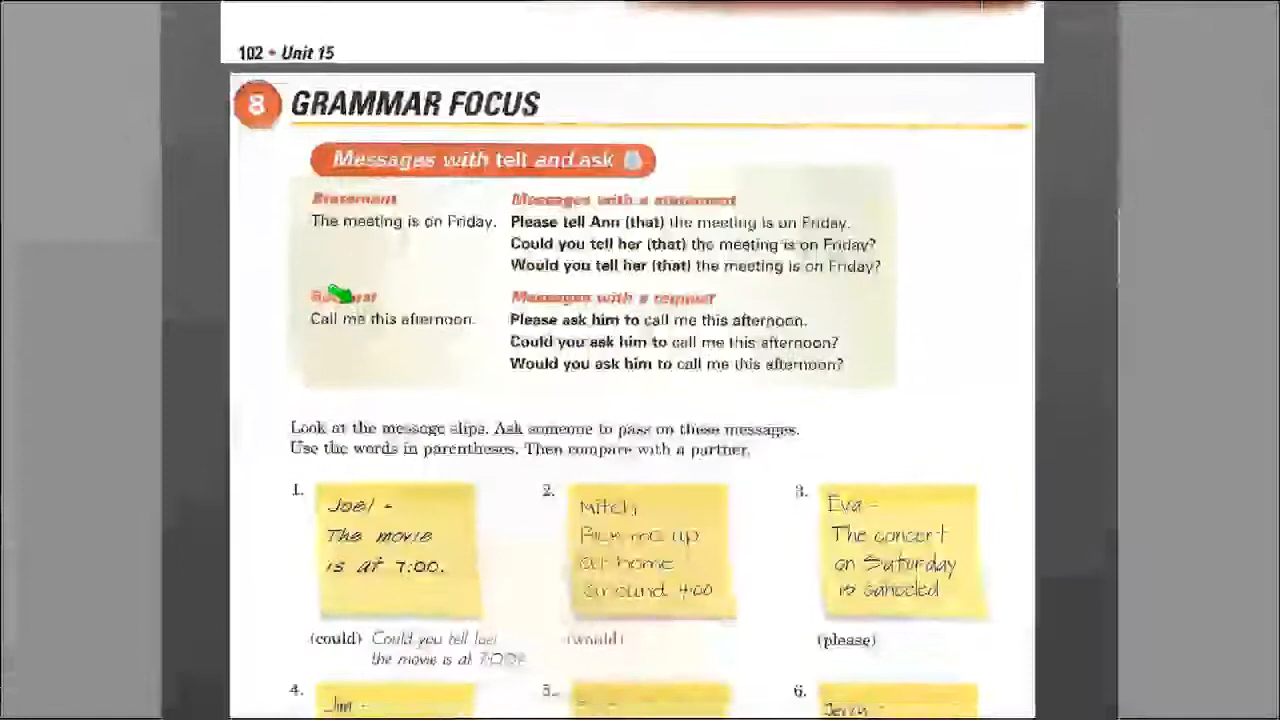 102 • Unit 15
8 GRAMMAR FOCUS
Messages with tell and ask
Statement
Messages with a statement
The meeting is on Friday.
Please tell Ann (that) the meeting is on Friday.
Could you tell her (that) the meeting is on Friday?
Would you tell her (that) the meeting is on Friday?
Messages with a request
Call me this afternoon.
Please ask him to call me this afternoon.
Could you ask him to call me this afternoon?
Would you ask him to call me this afternoon?
Look at the message slips. Ask someone to pass on these messages.
Use the words in parentheses. Then compare with a partner.
1.
Joel -
The movie
is at 7:00.
(could) Could you tell Joel
the movie is at 7:00?
2.
Mitch
Pick me up
at home
around 4:00
(would)
3.
Eva -
The concert
on Saturday
is canceled
(please)
4.
Jim -
5.
6.
Jerry -